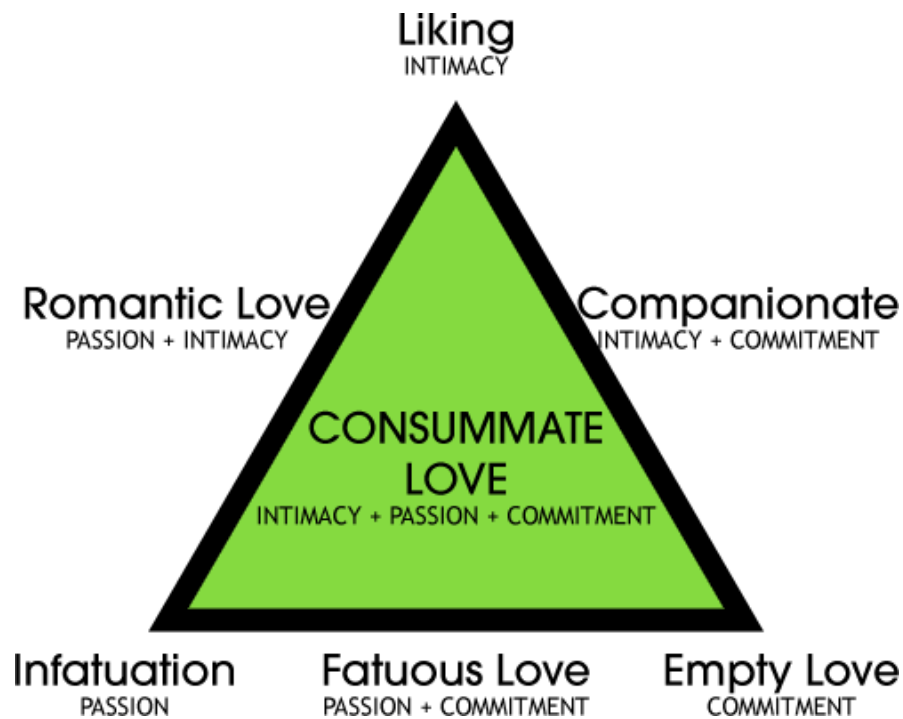 Liking
INTIMACY
Romantic Love
PASSION + INTIMACY
Companionate
INTIMACY + COMMITMENT
CONSUMMATE
LOVE
INTIMACY + PASSION + COMMITMENT
Infatuation
PASSION
Fatuous Love
PASSION + COMMITMENT
Empty Love
COMMITMENT